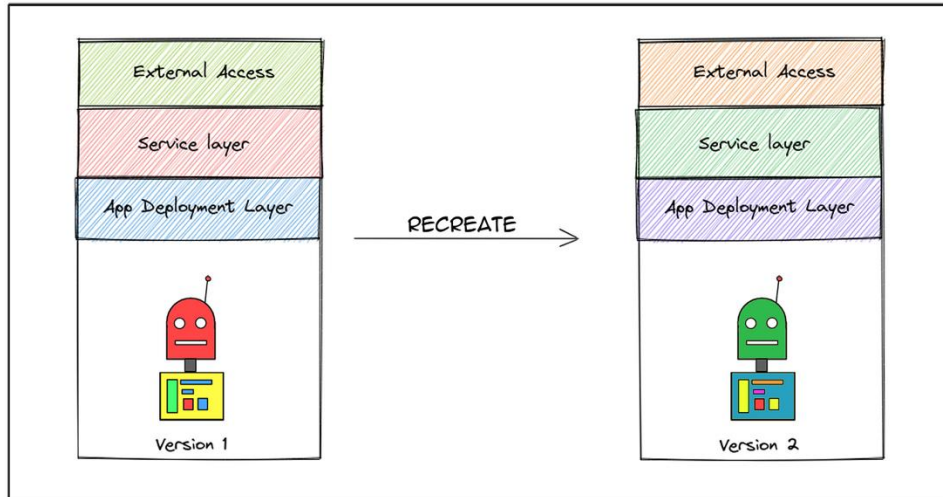 External Access
Service layer
App Deployment Layer
Version 1
RECREATE
External Access
Service layer
App Deployment Layer
Version 2